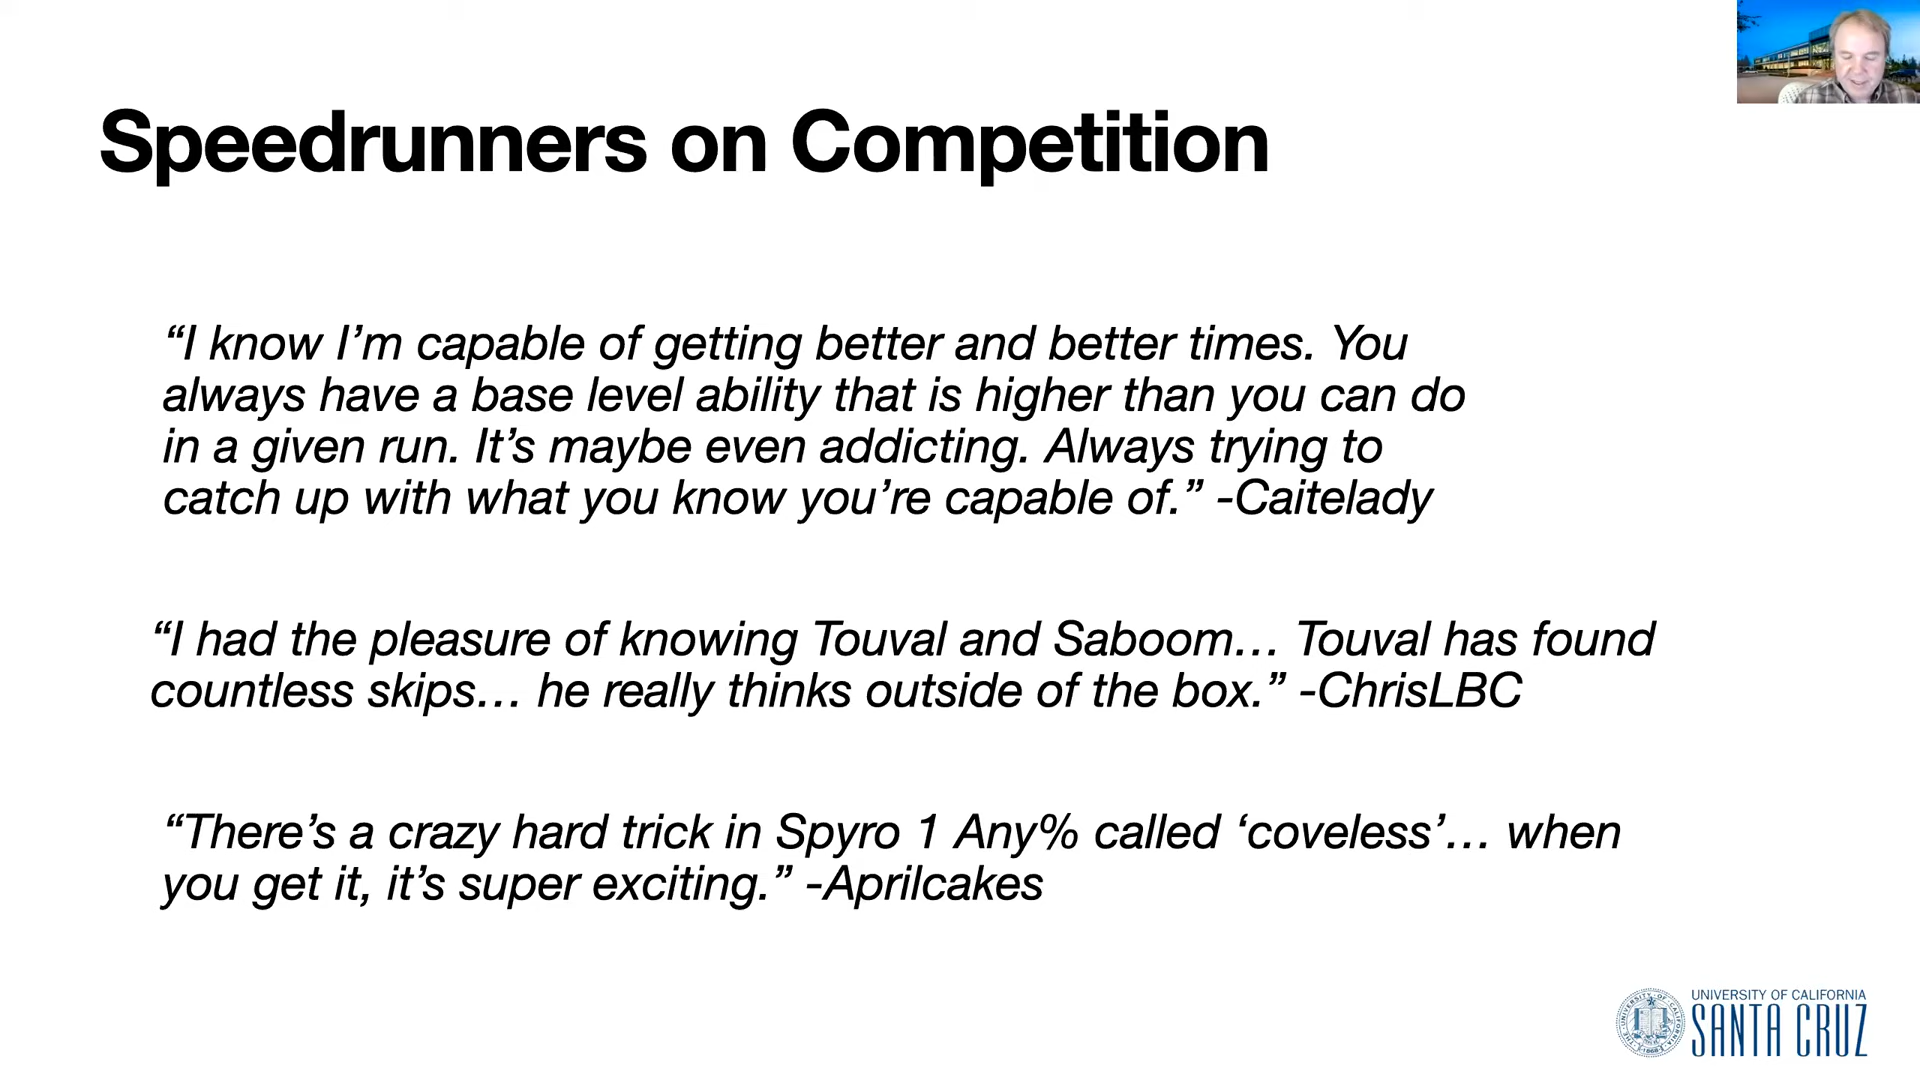 Speedrunners on Competition
“I know I’m capable of getting better and better times. You
always have a base level ability that is higher than you can do
in a given run. It’s maybe even addicting. Always trying to
catch up with what you know you’re capable of.” -Caitelady
“I had the pleasure of knowing Touval and Saboom… Touval has found
countless skips… he really thinks outside of the box.” -ChrisLBC
“There’s a crazy hard trick in Spyro 1 Any% called ‘coveless’… when
you get it, it’s super exciting.” -Aprilcakes
UNIVERSITY OF CALIFORNIA
SANTA CRUZ